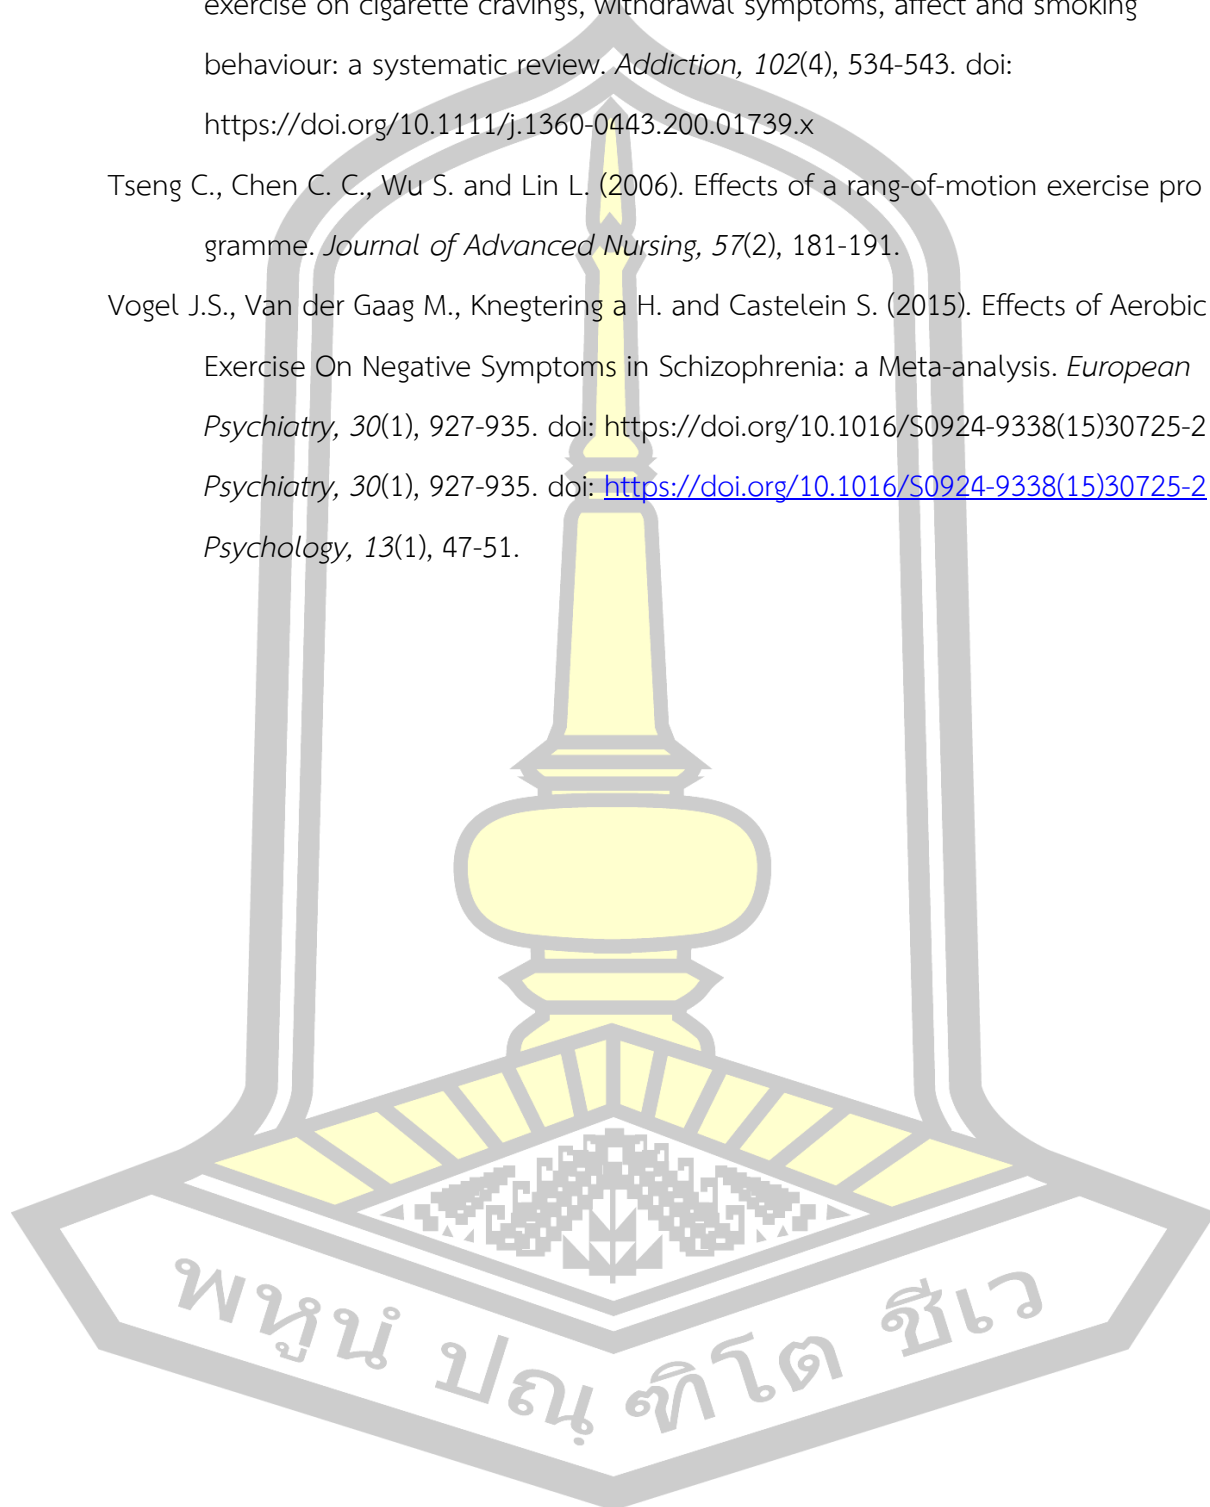 exercise on cigarette cravings, withdrawal symptoms, affect and smoking
behaviour: a systematic review. Addiction, 102(4), 534-543. doi:
https://doi.org/10.1111/j.1360-0443.200.01739.x
Tseng C., Chen C. C., Wu S. and Lin L. (2006). Effects of a rang-of-motion exercise pro
gramme. Journal of Advanced Nursing, 57(2), 181-191.
Vogel J.S., Van der Gaag M., Knegtering a H. and Castelein S. (2015). Effects of Aerobic
Exercise On Negative Symptoms in Schizophrenia: a Meta-analysis. European
Psychiatry, 30(1), 927-935. doi: https://doi.org/10.1016/S0924-9338(15)30725-2
Psychiatry, 30(1), 927-935. doi: https://doi.org/10.1016/S0924-9338(15)30725-2
Psychology, 13(1), 47-51.
พหูนํ ปณฺฑิโต ชีเว